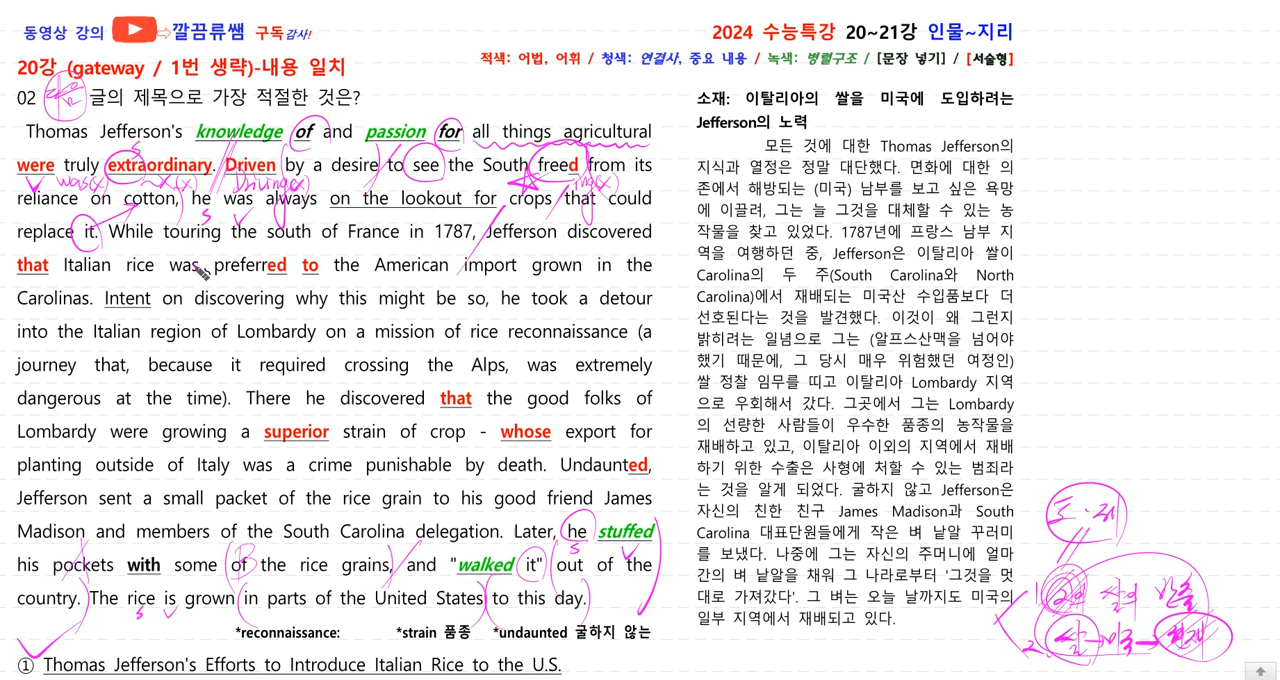 동영상 강의 ⇨깔끔류쌤 구독감사!
2024 수능특강 20~21강 인물~지리
적색: 어법, 어휘 / 청색: 연결사, 중요 내용 / 녹색: 병렬구조 / [문장 넣기] / [서술형]
20강 (gateway / 1번 생략)-내용 일치
02 글의 제목으로 가장 적절한 것은?
Thomas Jefferson's knowledge of and passion for all things agricultural
were truly extraordinary. Driven by a desire to see the South freed from its
was(x) (x) Driving(x) ing(x)
reliance on cotton, he was always on the lookout for crops that could
replace it. While touring the south of France in 1787, Jefferson discovered
that Italian rice was preferred to the American import grown in the
Carolinas. Intent on discovering why this might be so, he took a detour
into the Italian region of Lombardy on a mission of rice reconnaissance (a
journey that, because it required crossing the Alps, was extremely
dangerous at the time). There he discovered that the good folks of
Lombardy were growing a superior strain of crop - whose export for
planting outside of Italy was a crime punishable by death. Undaunted,
Jefferson sent a small packet of the rice grain to his good friend James
Madison and members of the South Carolina delegation. Later, he stuffed
his pockets with some of the rice grains, and "walked it" out of the
country. The rice is grown in parts of the United States to this day.
*reconnaissance: *strain 품종 *undaunted 굴하지 않는
① Thomas Jefferson's Efforts to Introduce Italian Rice to the U.S.
소재: 이탈리아의 쌀을 미국에 도입하려는
Jefferson의 노력
모든 것에 대한 Thomas Jefferson의
지식과 열정은 정말 대단했다. 면화에 대한 의
존에서 해방되는 (미국) 남부를 보고 싶은 욕망
에 이끌려, 그는 늘 그것을 대체할 수 있는 농
작물을 찾고 있었다. 1787년에 프랑스 남부 지
역을 여행하던 중, Jefferson은 이탈리아 쌀이
Carolina의 두 주(South Carolina와 North
Carolina)에서 재배되는 미국산 수입품보다 더
선호된다는 것을 발견했다. 이것이 왜 그런지
밝히려는 일념으로 그는 (알프스산맥을 넘어야
했기 때문에, 그 당시 매우 위험했던 여정인)
쌀 정찰 임무를 띠고 이탈리아 Lombardy 지역
으로 우회해서 갔다. 그곳에서 그는 Lombardy
의 선량한 사람들이 우수한 품종의 농작물을
재배하고 있고, 이탈리아 이외의 지역에서 재배
하기 위한 수출은 사형에 처할 수 있는 범죄라
는 것을 알게 되었다. 굴하지 않고 Jefferson은
자신의 친한 친구 James Madison과 South
Carolina 대표단원들에게 작은 벼 낱알 꾸러미
를 보냈다. 나중에 그는 자신의 주머니에 얼마
간의 벼 낱알을 채워 그 나라로부터 '그것을 멋
대로 가져갔다'. 그 벼는 오늘 날까지도 미국의
일부 지역에서 재배되고 있다.